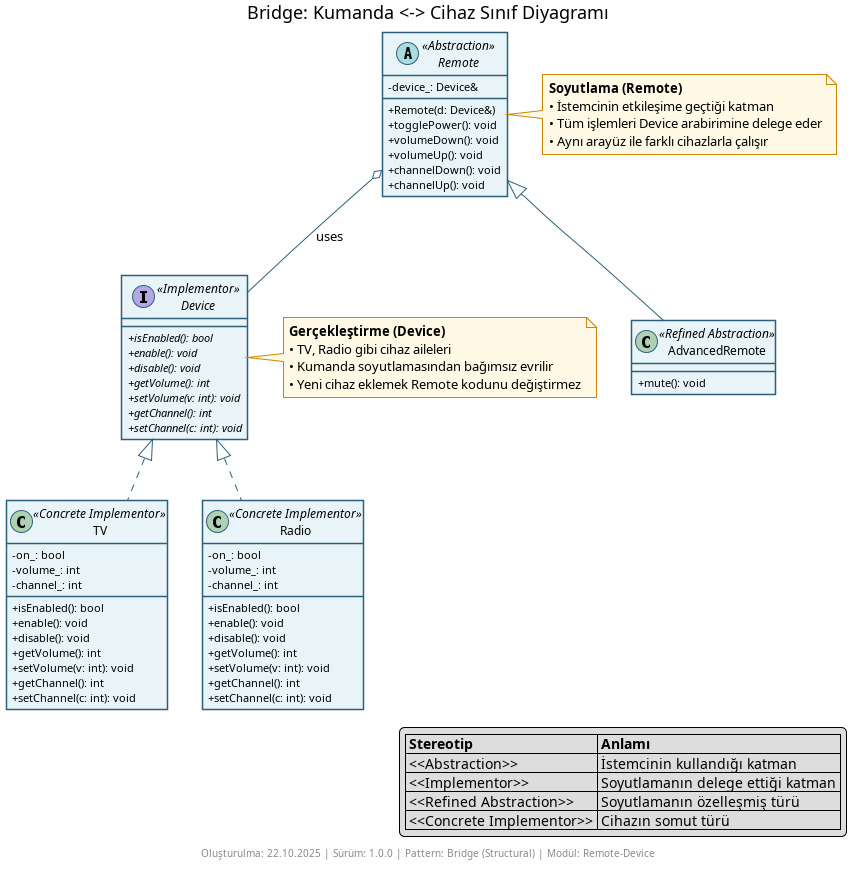 Bridge: Kumanda <-> Cihaz Sınıf Diyagramı
A
«Abstraction»
Remote
-device_: Device&
+Remote(d: Device&)
+togglePower(): void
+volumeDown(): void
+volumeUp(): void
+channelDown(): void
+channelUp(): void
Soyutlama (Remote)
• İstemcinin etkileşime geçtiği katman
• Tüm işlemleri Device arabirimine delege eder
• Aynı arayüz ile farklı cihazlarla çalışır
uses
I
«Implementor»
Device
+isEnabled(): bool
+enable(): void
+disable(): void
+getVolume(): int
+setVolume(v: int): void
+getChannel(): int
+setChannel(c: int): void
Gerçekleştirme (Device)
• TV, Radio gibi cihaz aileleri
• Kumanda soyutlamasından bağımsız evrilir
• Yeni cihaz eklemek Remote kodunu değiştirmez
C
«Refined Abstraction»
AdvancedRemote
+mute(): void
C
«Concrete Implementor»
TV
-on_: bool
-volume_: int
-channel_: int
+isEnabled(): bool
+enable(): void
+disable(): void
+getVolume(): int
+setVolume(v: int): void
+getChannel(): int
+setChannel(c: int): void
C
«Concrete Implementor»
Radio
-on_: bool
-volume_: int
-channel_: int
+isEnabled(): bool
+enable(): void
+disable(): void
+getVolume(): int
+setVolume(v: int): void
+getChannel(): int
+setChannel(c: int): void
Stereotip Anlamı
<<Abstraction>> İstemcinin kullandığı katman
<<Implementor>> Soyutlamanın delege ettiği katman
<<Refined Abstraction>> Soyutlamanın özelleşmiş türü
<<Concrete Implementor>> Cihazın somut türü
Oluşturulma: 22.10.2025 | Sürüm: 1.0.0 | Pattern: Bridge (Structural) | Modül: Remote-Device